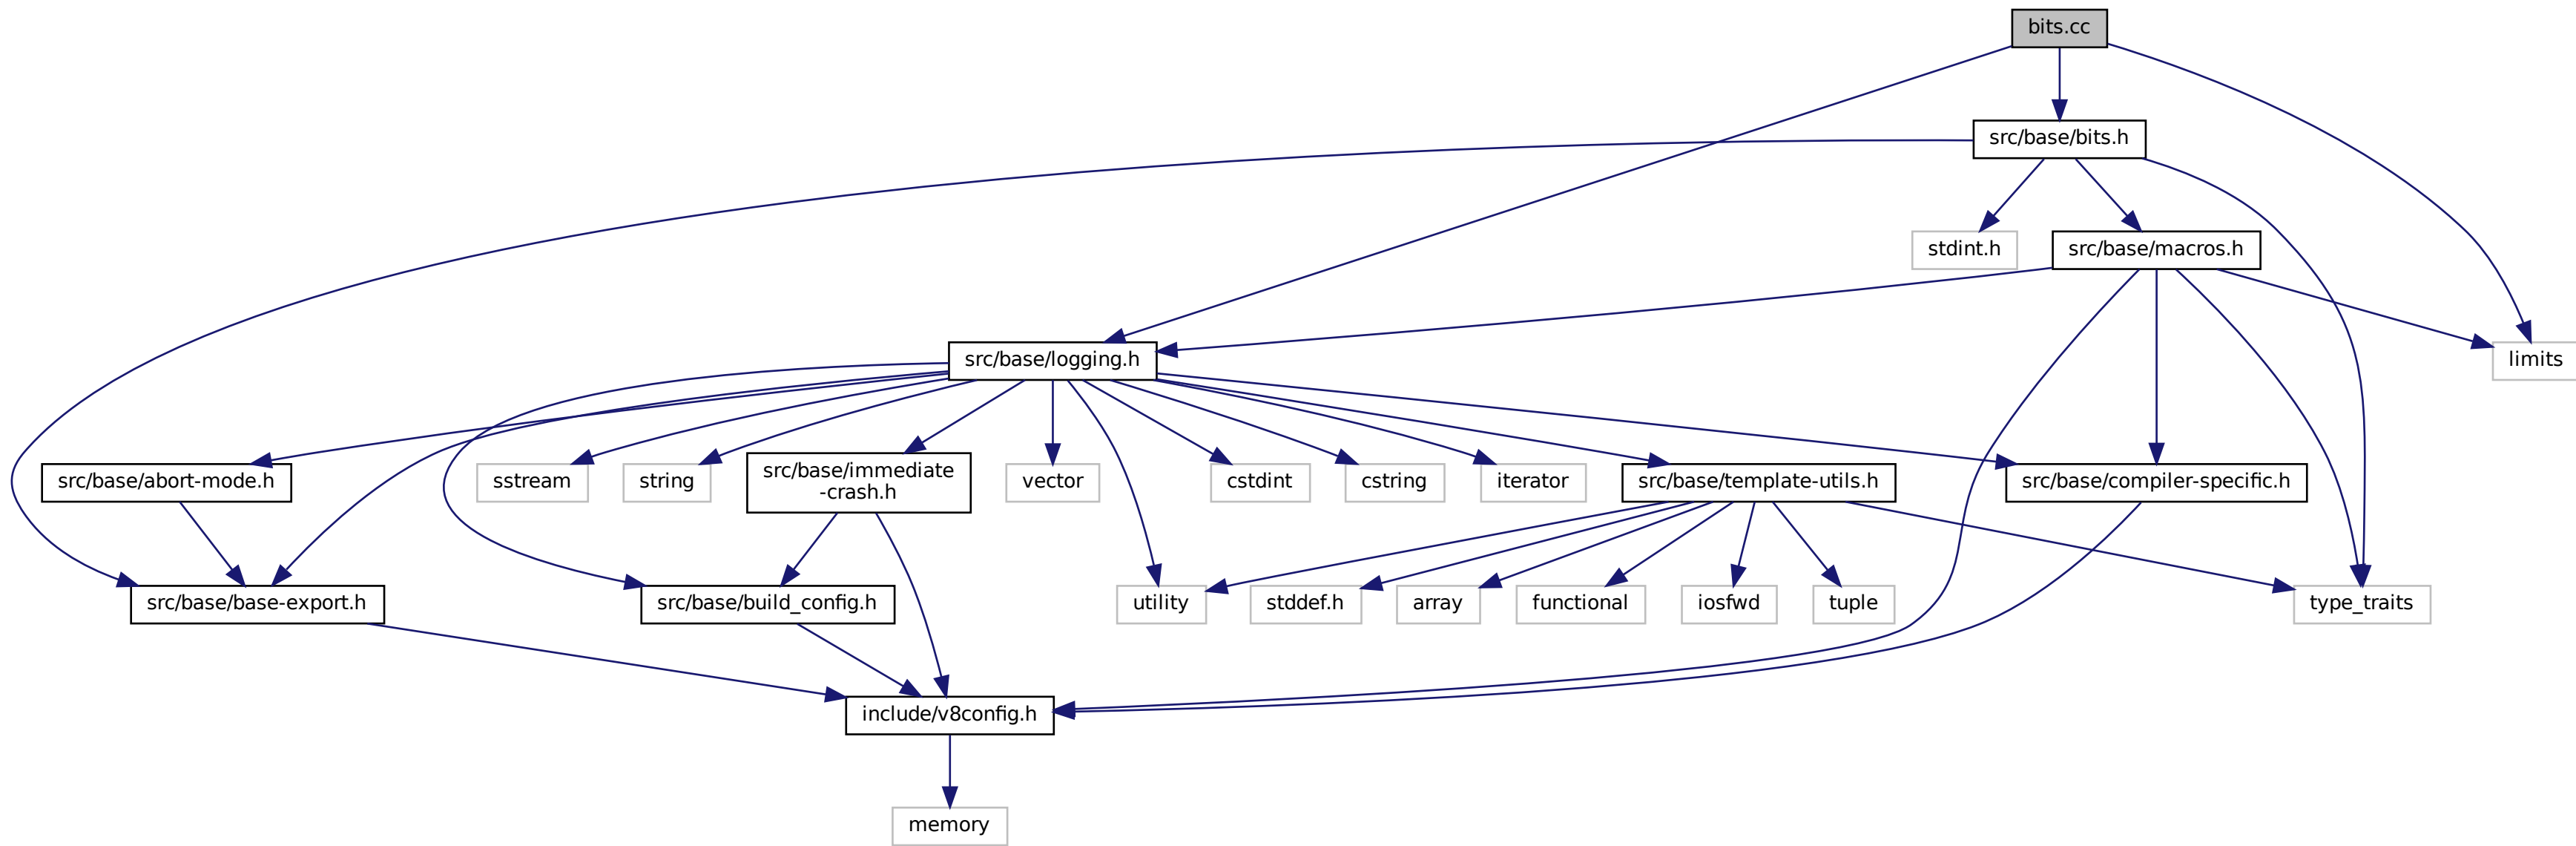 bits.cc
src/base/bits.h
stdint.h
src/base/macros.h
src/base/logging.h
limits
src/base/abort-mode.h
sstream
string
src/base/immediate
-crash.h
vector
cstdint
cstring
iterator
src/base/template-utils.h
src/base/compiler-specific.h
src/base/base-export.h
src/base/build_config.h
utility
stddef.h
array
functional
iosfwd
tuple
type_traits
include/v8config.h
memory